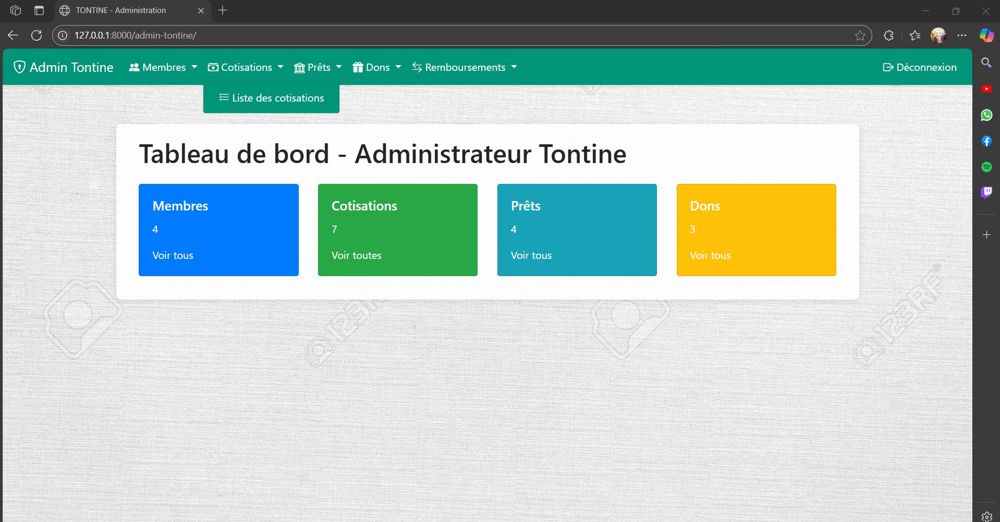 TONTINE - Administration
127.0.0.1:8000/admin-tontine/
Admin Tontine Membres Cotisations Prêts Dons Remboursements Déconnexion
Liste des cotisations
Tableau de bord - Administrateur Tontine
Membres
4
Voir tous
Cotisations
7
Voir toutes
Prêts
4
Voir tous
Dons
3
Voir tous
123RF
123RF